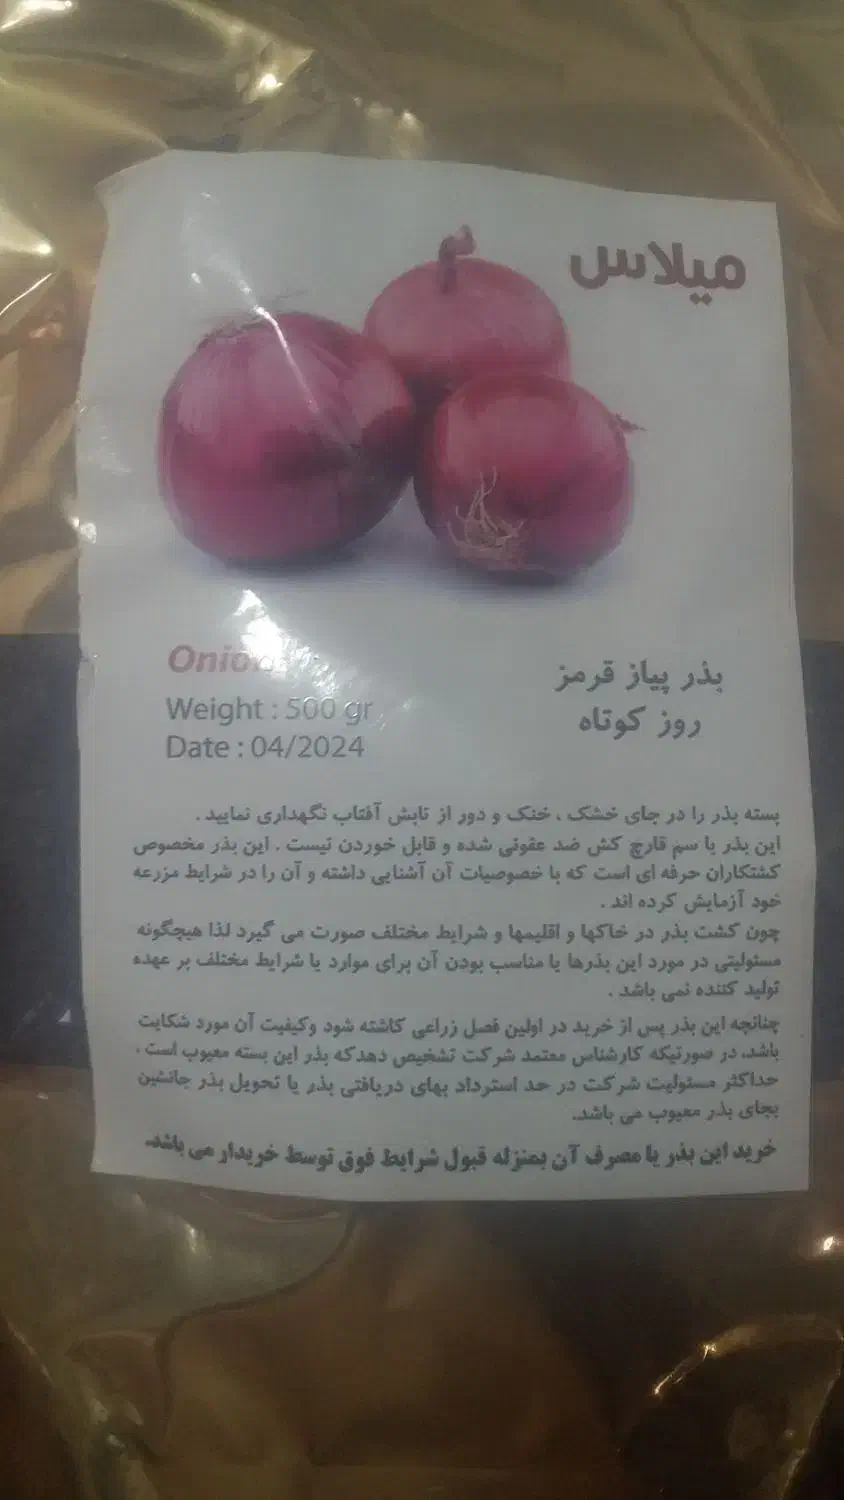 میلاس
Onion
Weight : 500 gr
Date : 04/2024
بذر پیاز قرمز
روز کوتاه
بسته بذر را در جای خشک ، خنک و دور از تابش آفتاب نگهداری نمایید .
این بذر با سم قارچ کش ضد عفونی شده و قابل خوردن نیست . این بذر مخصوص
کشتکاران حرفه ای است که با خصوصیات آن آشنایی داشته و آن را در شرایط مزرعه
خود آزمایش کرده اند .
چون کشت بذر در خاکها و اقلیمها و شرایط مختلف صورت می گیرد لذا هیچگونه
مسئولیتی در مورد این بذرها یا مناسب بودن آن برای موارد یا شرایط مختلف بر عهده
تولید کننده نمی باشد .
چنانچه این بذر پس از خرید در اولین فصل زراعی کاشته شود وکیفیت آن مورد شکایت
باشد، در صورتیکه کارشناس معتمد شرکت تشخیص دهدکه بذر این بسته معیوب است ،
حداکثر مسئولیت شرکت در حد استرداد بهای دریافتی بذر یا تحویل بذر جانشین
بجای بذر معیوب می باشد.
خرید این بذر یا مصرف آن بمنزله قبول شرایط فوق توسط خریدار می باشد.